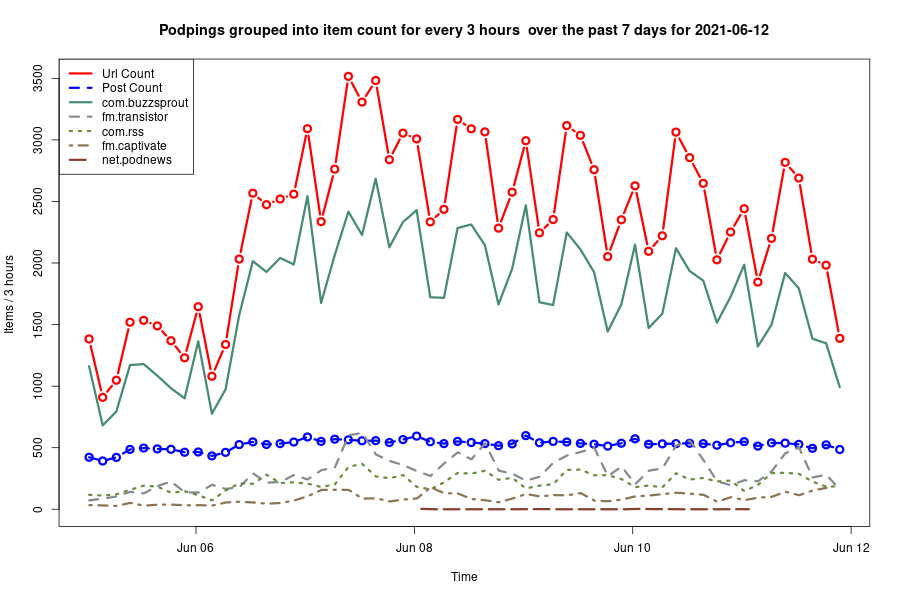 Podpings grouped into item count for every 3 hours  over the past 7 days for 2021-06-12
Items / 3 hours
3500
3000
2500
2000
1500
1000
500
0
Url Count
Post Count
com.buzzsprout
fm.transistor
com.rss
fm.captivate
net.podnews
Jun 06
Jun 08
Jun 10
Jun 12
Time